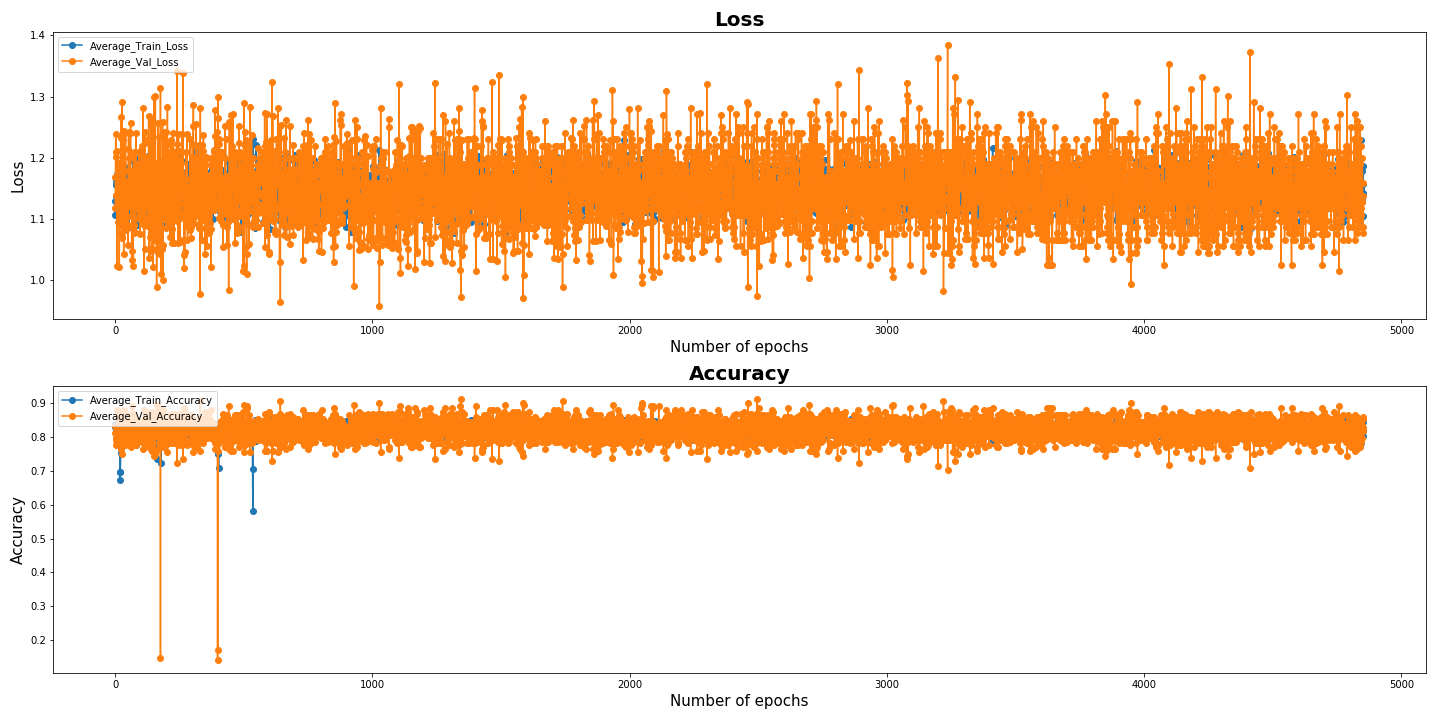 Loss
Average_Train_Loss
Average_Val_Loss
1.4
1.3
1.2
1.1
1.0
Loss
0 1000 2000 3000 4000 5000
Number of epochs
Accuracy
Average_Train_Accuracy
Average_Val_Accuracy
0.9
0.8
0.7
0.6
0.5
0.4
0.3
0.2
Accuracy
0 1000 2000 3000 4000 5000
Number of epochs